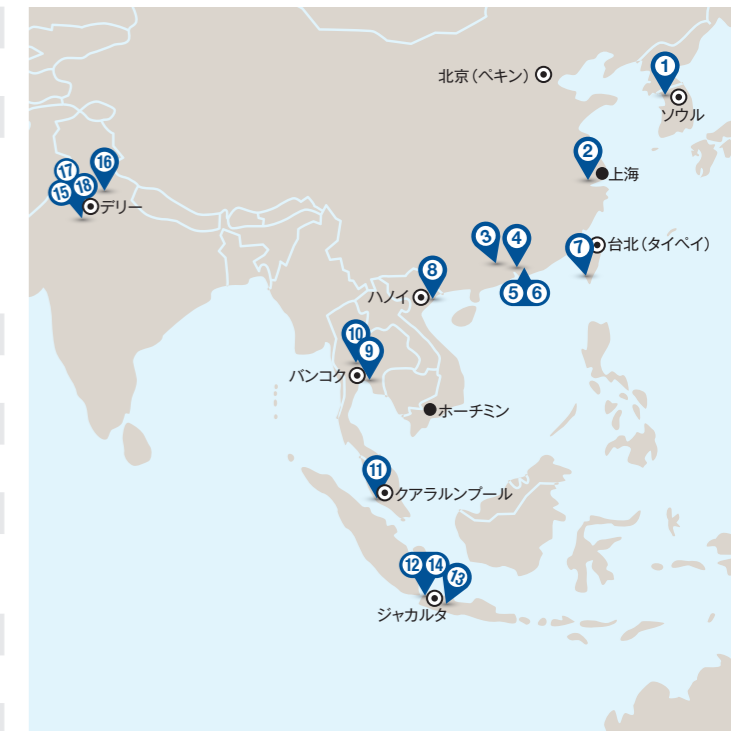 1
北京（ペキン）
ソウル
2
上海
16
17
18
15
デリー
3
4
7
台北（タイペイ）
5 6
8
ハノイ
10
9
バンコク
ホーチミン
11
クアラルンプール
12 14
13
ジャカルタ